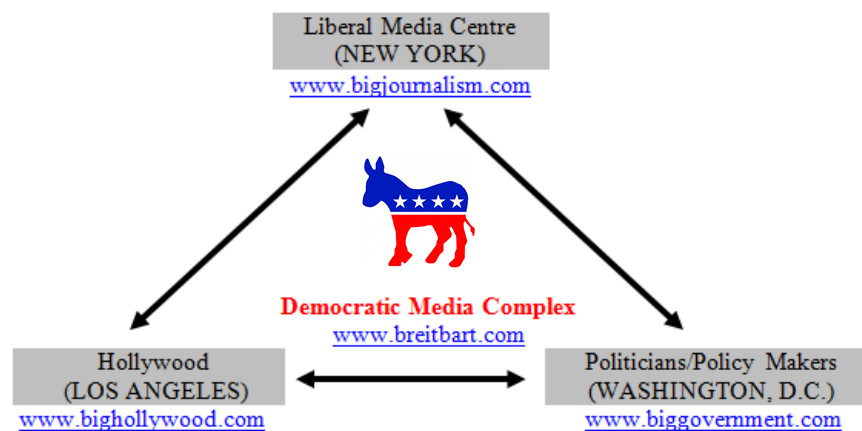 Liberal Media Centre
(NEW YORK)
www.bigjournalism.com
Democratic Media Complex
www.breitbart.com
Hollywood
(LOS ANGELES)
www.bighollywood.com
Politicians/Policy Makers
(WASHINGTON, D.C.)
www.biggovernment.com